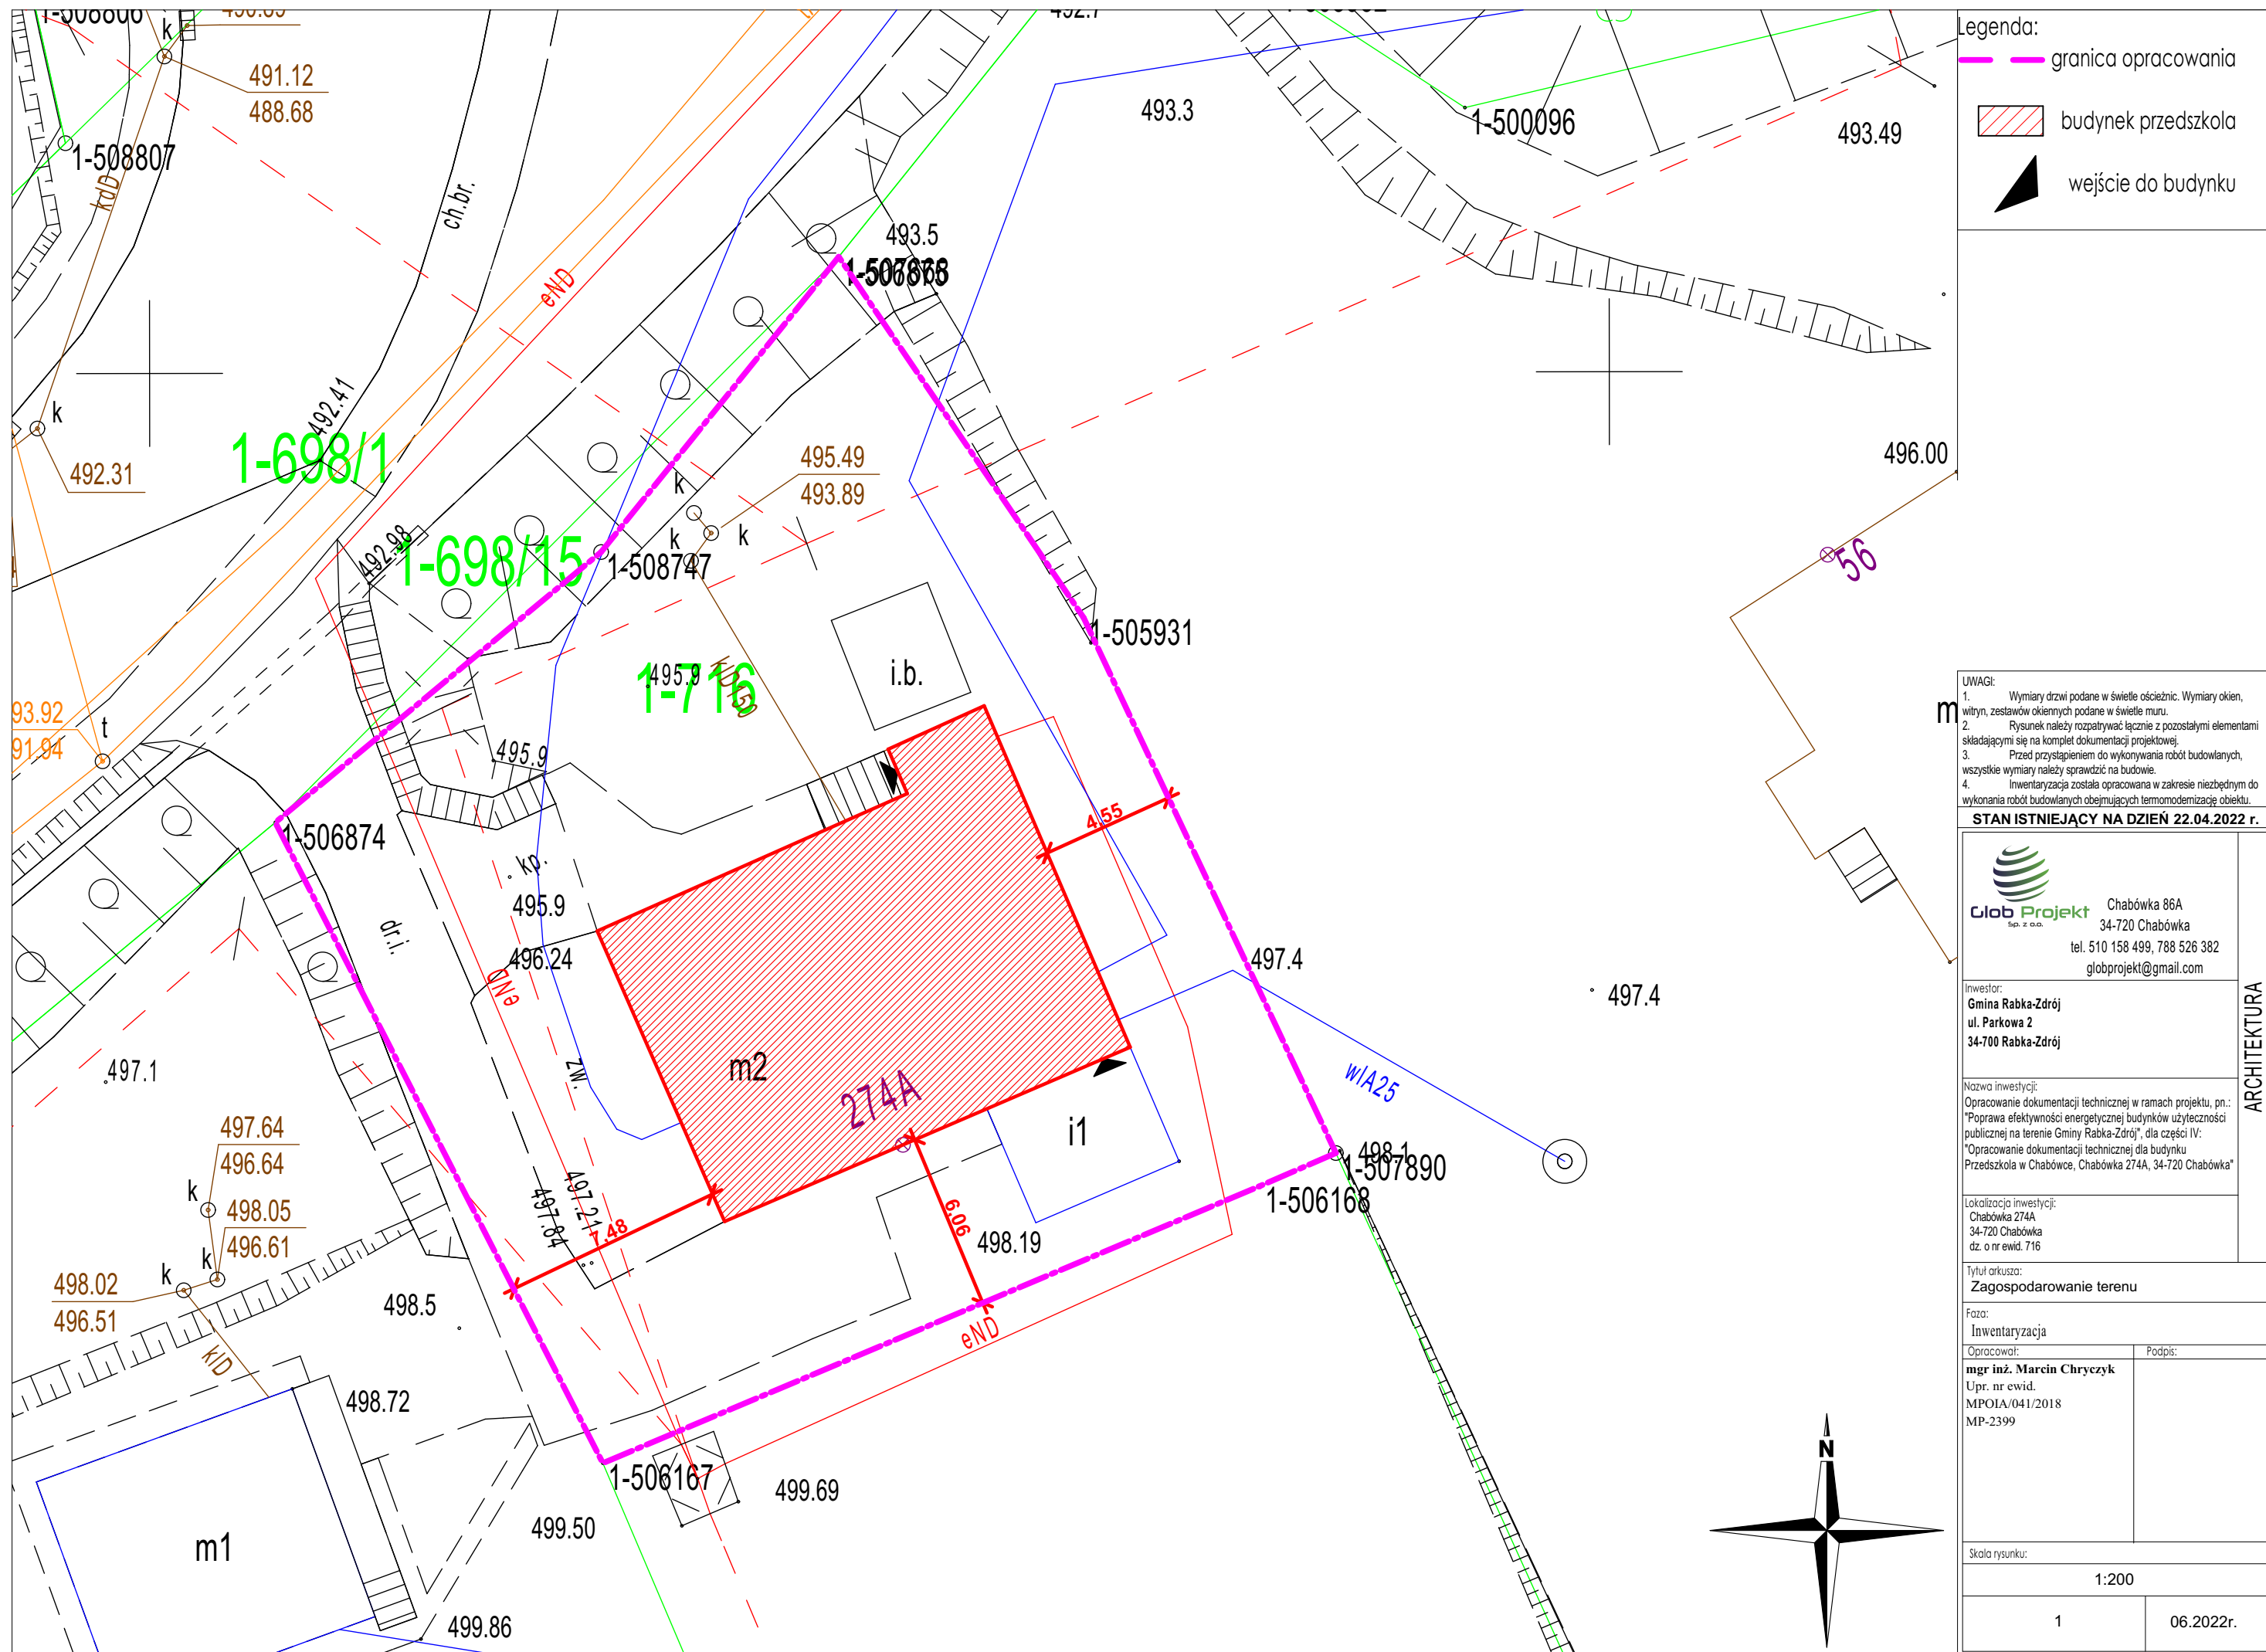 1-508806
490.89
k
491.12
488.68
1-508807
kdD
ch.br.
eND
492.7
493.3
1-500096
493.49
493.5
k
492.31
492.41
1-698/1
492.98
1-698/15
495.49
493.89
k
k
k
1-508747
1-505931
496.00
56
1-716
495.9
i.b.
93.92
91.94
t
495.9
1-506874
kp.
495.9
dr.i.
496.24
eND
zw.
4.55
497.4
497.4
497.1
m2
274A
wlA25
i1
497.64
496.64
k
498.05
496.61
k
k
498.02
496.51
klD
497.21
497.84
7.48
6.06
498.19
498.1
1-507890
1-506168
eND
498.5
498.72
1-506167
499.69
499.50
m1
499.86
N
m
Legenda:
granica opracowania
budynek przedszkola
wejście do budynku
UWAGI:
1. Wymiary drzwi podane w świetle ościeżnic. Wymiary okien,
witryn, zestawów okiennych podane w świetle muru.
2. Rysunek należy rozpatrywać łącznie z pozostałymi elementami
składającymi się na komplet dokumentacji projektowej.
3. Przed przystąpieniem do wykonywania robót budowlanych,
wszystkie wymiary należy sprawdzić na budowie.
4. Inwentaryzacja została opracowana w zakresie niezbędnym do
wykonania robót budowlanych obejmujących termomodernizację obiektu.
STAN ISTNIEJĄCY NA DZIEŃ 22.04.2022 r.
Glob Projekt
Sp. z o.o.
Chabówka 86A
34-720 Chabówka
tel. 510 158 499, 788 526 382
globprojekt@gmail.com
ARCHITEKTURA
Inwestor:
Gmina Rabka-Zdrój
ul. Parkowa 2
34-700 Rabka-Zdrój
Nazwa inwestycji:
Opracowanie dokumentacji technicznej w ramach projektu, pn.:
"Poprawa efektywności energetycznej budynków użyteczności
publicznej na terenie Gminy Rabka-Zdrój", dla części IV:
"Opracowanie dokumentacji technicznej dla budynku
Przedszkola w Chabówce, Chabówka 274A, 34-720 Chabówka"
Lokalizacja inwestycji:
Chabówka 274A
34-720 Chabówka
dz. o nr ewid. 716
Tytuł arkusza:
Zagospodarowanie terenu
Faza:
Inwentaryzacja
Opracował:
Podpis:
mgr inż. Marcin Chryczyk
Upr. nr ewid.
MPOIA/041/2018
MP-2399
Skala rysunku:
1:200
1
06.2022r.